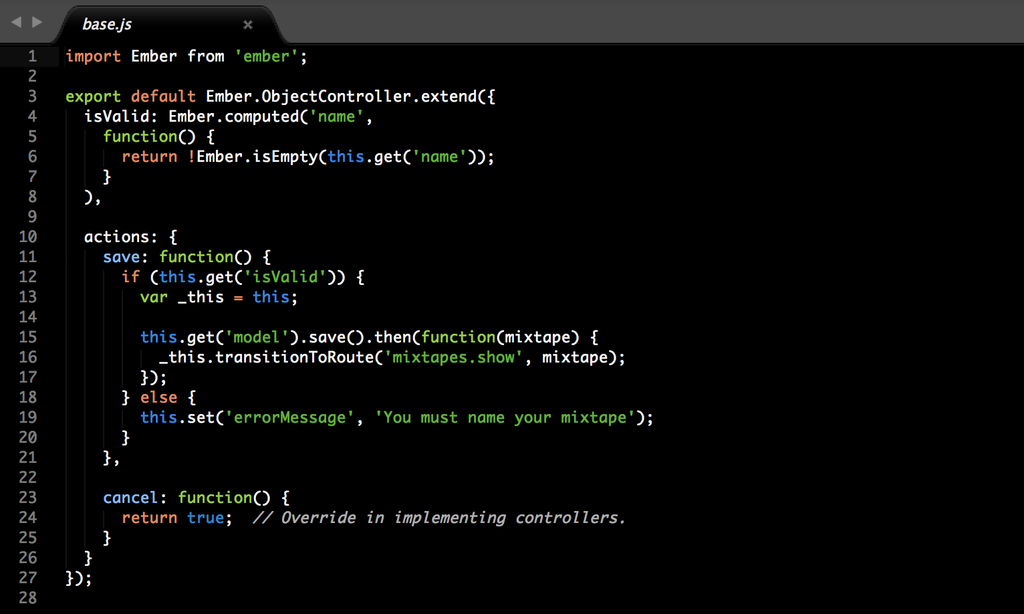 base.js
1 import Ember from 'ember';
2
3 export default Ember.ObjectController.extend({
4   isValid: Ember.computed('name',
5     function() {
6       return !Ember.isEmpty(this.get('name'));
7     }
8   ),
9
10   actions: {
11     save: function() {
12       if (this.get('isValid')) {
13         var _this = this;
14
15         this.get('model').save().then(function(mixtape) {
16           _this.transitionToRoute('mixtapes.show', mixtape);
17         });
18       } else {
19         this.set('errorMessage', 'You must name your mixtape');
20       }
21     },
22
23     cancel: function() {
24       return true;  // Override in implementing controllers.
25     }
26   }
27 });
28